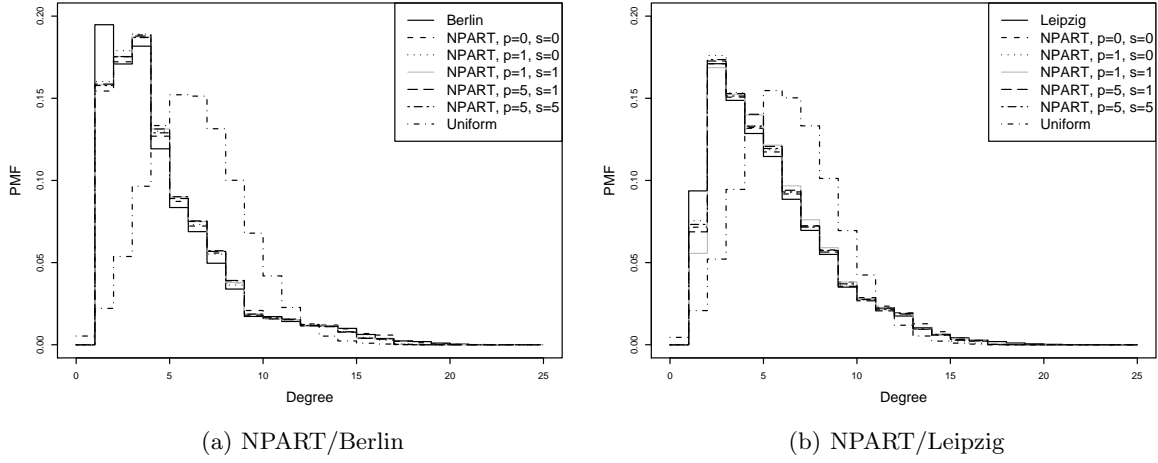 0.20
0.15
0.10
0.05
0.00
PMF
0 5 10 15 20 25
Degree
Berlin
NPART, p=0, s=0
NPART, p=1, s=0
NPART, p=1, s=1
NPART, p=5, s=1
NPART, p=5, s=5
Uniform
(a) NPART/Berlin
0.20
0.15
0.10
0.05
0.00
PMF
0 5 10 15 20 25
Degree
Leipzig
NPART, p=0, s=0
NPART, p=1, s=0
NPART, p=1, s=1
NPART, p=5, s=1
NPART, p=5, s=5
Uniform
(b) NPART/Leipzig